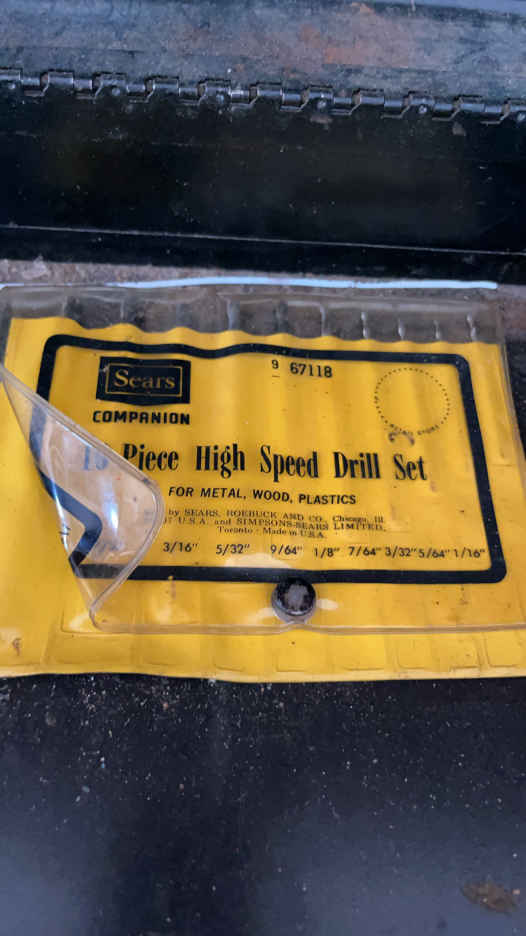 Sears
COMPANION
9 67118
13 Piece High Speed Drill Set
FOR METAL, WOOD, PLASTICS
by SEARS, ROEBUCK AND CO., Chicago, Ill.
U.S.A. and SIMPSONS-SEARS LIMITED,
Toronto - Made in U.S.A.
3/16" 5/32" 9/64" 1/8" 7/64" 3/32" 5/64" 1/16"